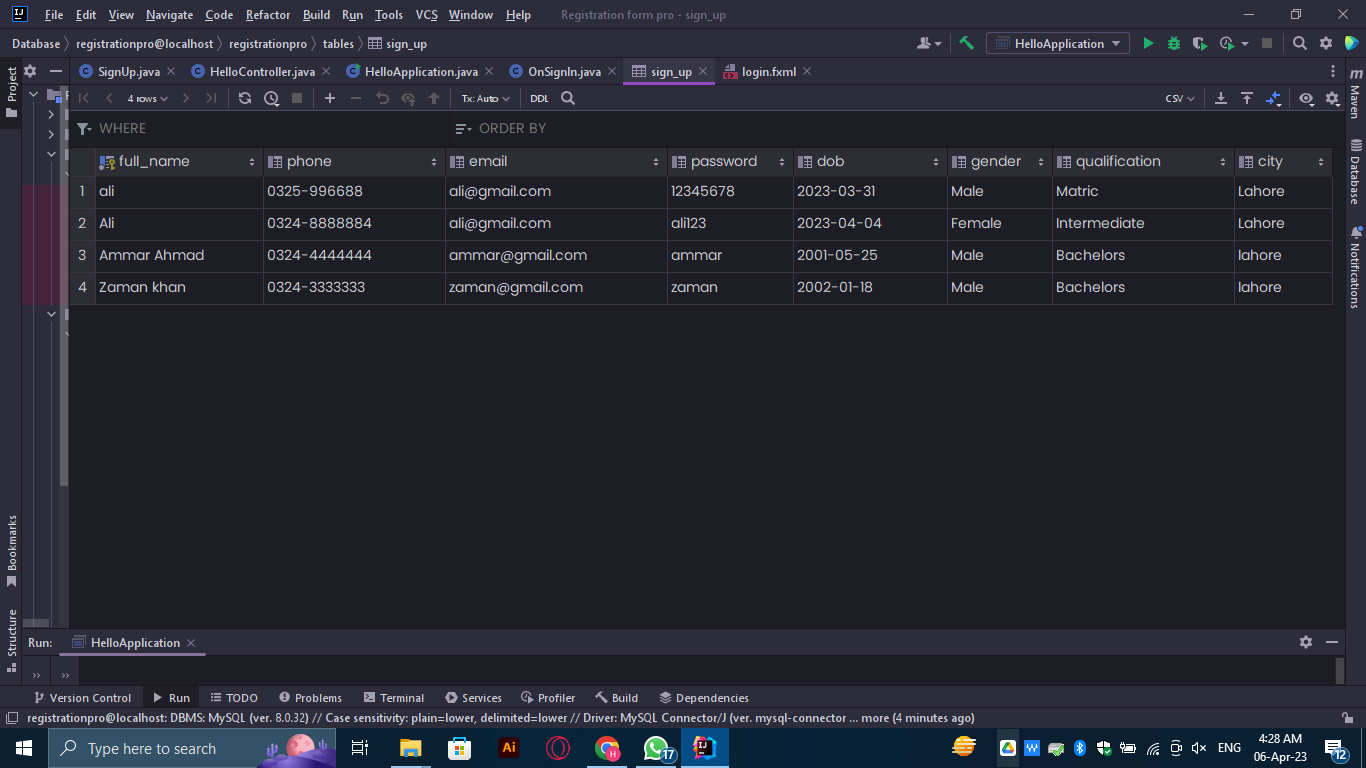 File Edit View Navigate Code Refactor Build Run Tools VCS Window Help Registration form pro - sign_up
Database registrationpro@localhost registrationpro tables sign_up HelloApplication
SignUp.java HelloController.java HelloApplication.java OnSignIn.java sign_up login.fxml
4 rows Tx: Auto DDL CSV
WHERE ORDER BY
full_name phone email password dob gender qualification city
1 ali 0325-996688 ali@gmail.com 12345678 2023-03-31 Male Matric Lahore
2 Ali 0324-8888884 ali@gmail.com ali123 2023-04-04 Female Intermediate Lahore
3 Ammar Ahmad 0324-4444444 ammar@gmail.com ammar 2001-05-25 Male Bachelors lahore
4 Zaman khan 0324-3333333 zaman@gmail.com zaman 2002-01-18 Male Bachelors lahore
Project
Bookmarks
Structure
Maven
Database
Notifications
Run: HelloApplication
Version Control Run TODO Problems Terminal Services Profiler Build Dependencies
registrationpro@localhost: DBMS: MySQL (ver. 8.0.32) // Case sensitivity: plain=lower, delimited=lower // Driver: MySQL Connector/J (ver. mysql-connector ... more (4 minutes ago)
Type here to search Ai 17 ENG 4:28 AM
06-Apr-23 12